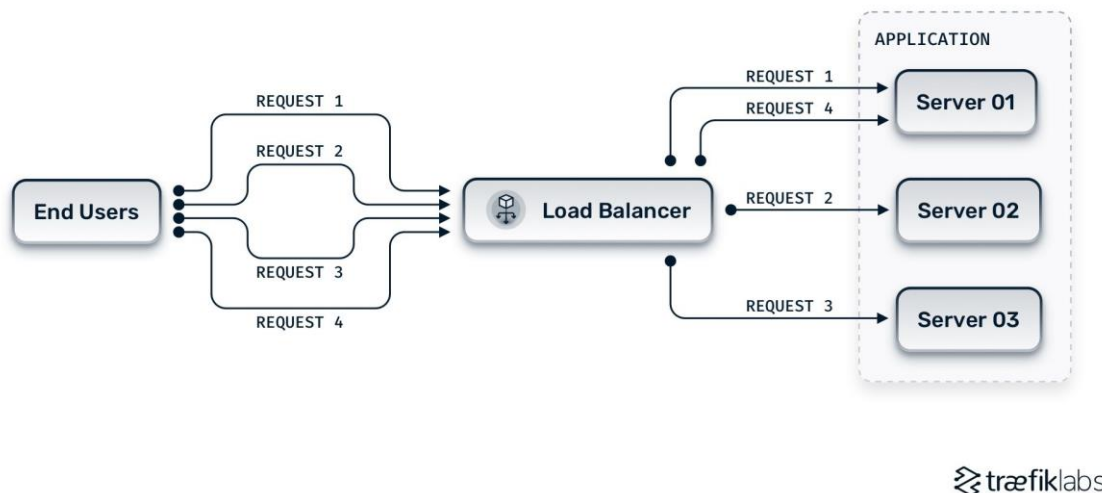 APPLICATION
REQUEST 1
REQUEST 2
REQUEST 3
REQUEST 4
End Users
Load Balancer
REQUEST 1
REQUEST 4
REQUEST 2
REQUEST 3
Server 01
Server 02
Server 03
træfiklabs